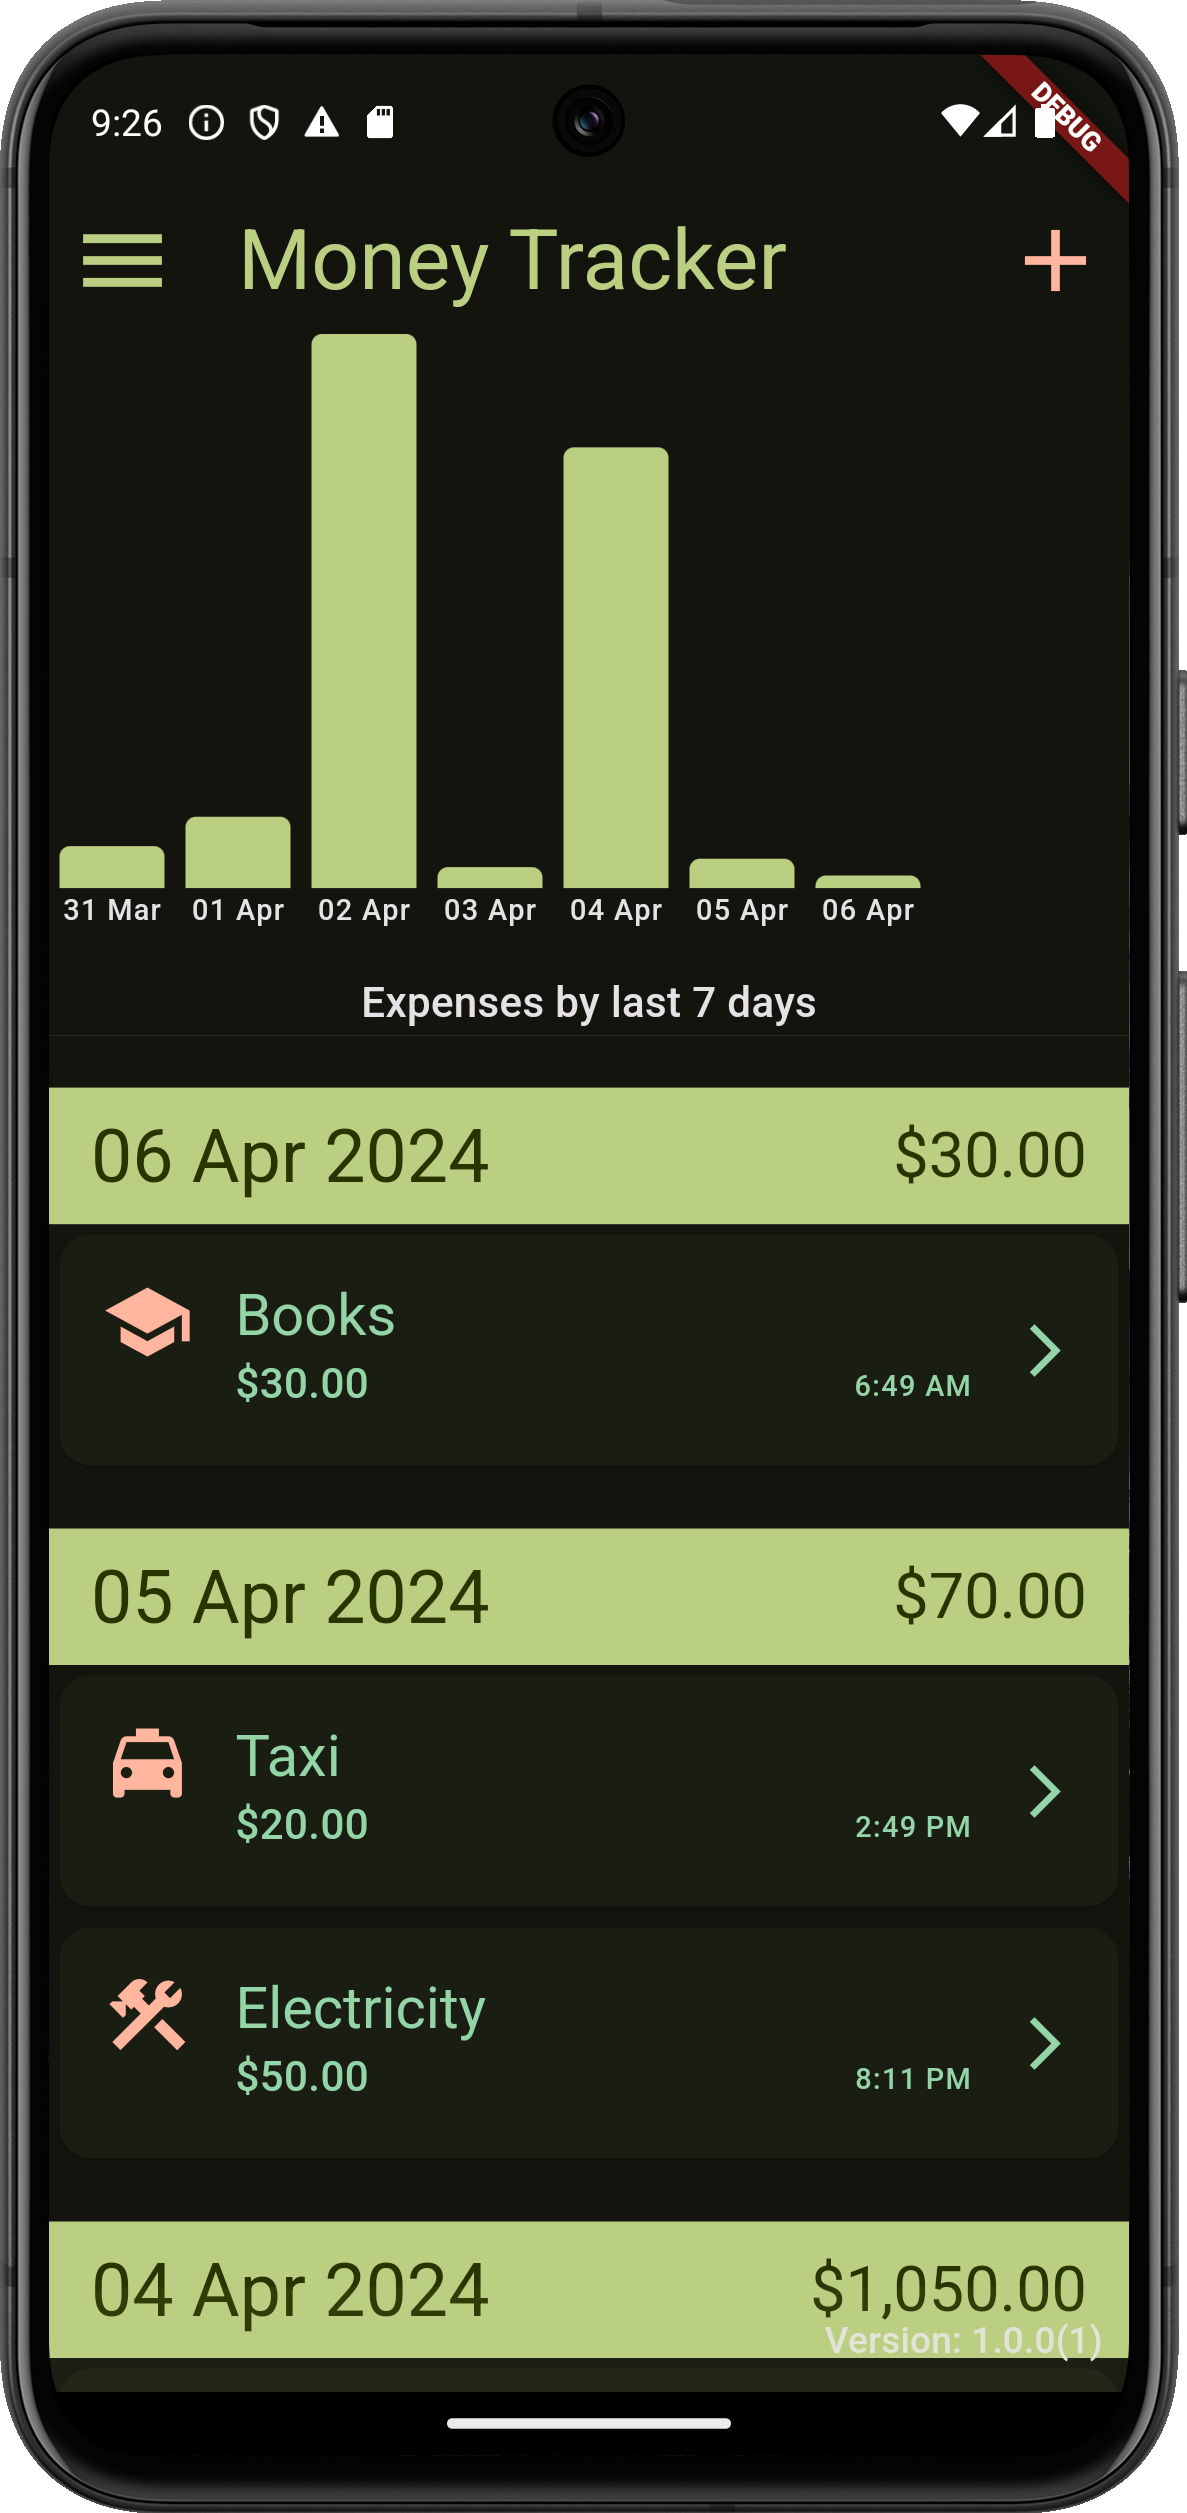 9:26
DEBUG
Money Tracker
31 Mar 01 Apr 02 Apr 03 Apr 04 Apr 05 Apr 06 Apr
Expenses by last 7 days
06 Apr 2024 $30.00
Books
$30.00 6:49 AM
05 Apr 2024 $70.00
Taxi
$20.00 2:49 PM
Electricity
$50.00 8:11 PM
04 Apr 2024 $1,050.00
Version: 1.0.0(1)